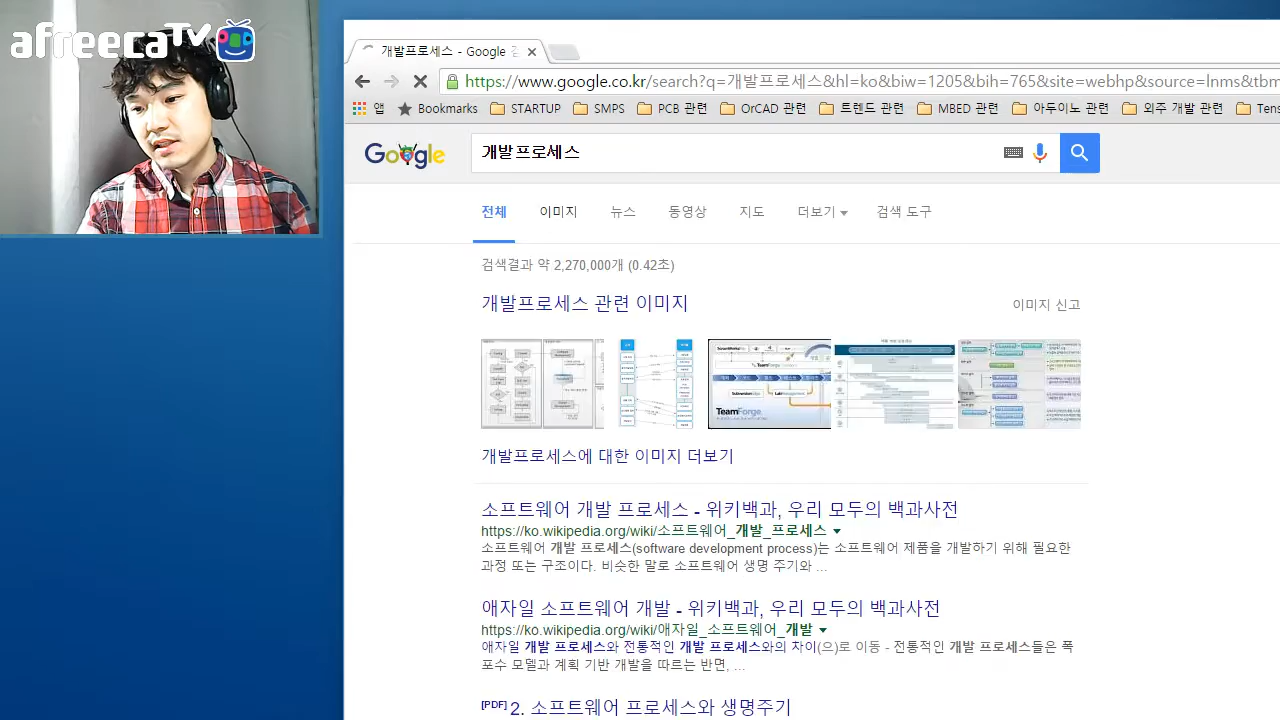 afreecaTV
개발프로세스 - Google 검
https://www.google.co.kr/search?q=개발프로세스&hl=ko&biw=1205&bih=765&site=webhp&source=lnms&tbm
앱 Bookmarks STARTUP SMPS PCB 관련 OrCAD 관련 트렌드 관련 MBED 관련 아두이노 관련 외주 개발 관련 Ten
Google 개발프로세스
전체 이미지 뉴스 동영상 지도 더보기 검색 도구
검색결과 약 2,270,000개 (0.42초)
개발프로세스 관련 이미지 이미지 신고
TeamForge
TeamForge
개발프로세스에 대한 이미지 더보기
소프트웨어 개발 프로세스 - 위키백과, 우리 모두의 백과사전
https://ko.wikipedia.org/wiki/소프트웨어_개발_프로세스
소프트웨어 개발 프로세스(software development process)는 소프트웨어 제품을 개발하기 위해 필요한
과정 또는 구조이다. 비슷한 말로 소프트웨어 생명 주기와 ...
애자일 소프트웨어 개발 - 위키백과, 우리 모두의 백과사전
https://ko.wikipedia.org/wiki/애자일_소프트웨어_개발
애자일 개발 프로세스와 전통적인 개발 프로세스와의 차이(으)로 이동 - 전통적인 개발 프로세스들은 폭
포수 모델과 계획 기반 개발을 따르는 반면, ...
[PDF] 2. 소프트웨어 프로세스와 생명주기